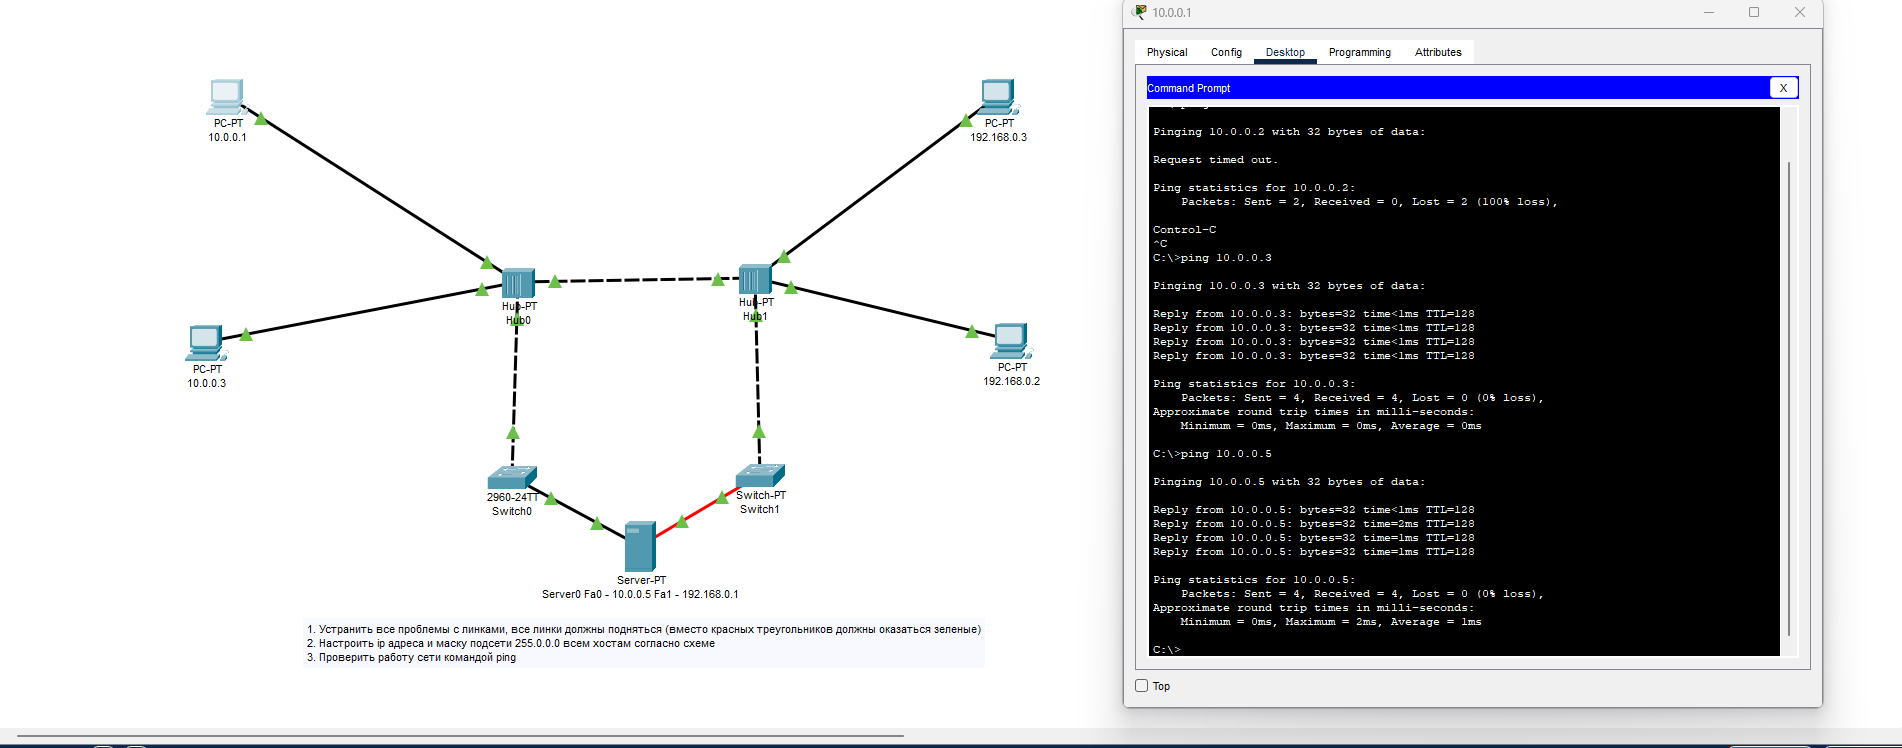 PC-PT
10.0.0.1
PC-PT
192.168.0.3
Hub-PT
Hub0
Hub-PT
Hub1
PC-PT
10.0.0.3
PC-PT
192.168.0.2
2960-24TT
Switch0
Switch-PT
Switch1
Server-PT
Server0 Fa0 - 10.0.0.5 Fa1 - 192.168.0.1
1. Устранить все проблемы с линками, все линки должны подняться (вместо красных треугольников должны оказаться зеленые)
2. Настроить ip адреса и маску подсети 255.0.0.0 всем хостам согласно схеме
3. Проверить работу сети командой ping
10.0.0.1
Physical Config Desktop Programming Attributes
Command Prompt X
Pinging 10.0.0.2 with 32 bytes of data:
Request timed out.
Ping statistics for 10.0.0.2:
Packets: Sent = 2, Received = 0, Lost = 2 (100% loss),
Control-C
^C
C:\>ping 10.0.0.3
Pinging 10.0.0.3 with 32 bytes of data:
Reply from 10.0.0.3: bytes=32 time<1ms TTL=128
Reply from 10.0.0.3: bytes=32 time<1ms TTL=128
Reply from 10.0.0.3: bytes=32 time<1ms TTL=128
Reply from 10.0.0.3: bytes=32 time<1ms TTL=128
Ping statistics for 10.0.0.3:
Packets: Sent = 4, Received = 4, Lost = 0 (0% loss),
Approximate round trip times in milli-seconds:
Minimum = 0ms, Maximum = 0ms, Average = 0ms
C:\>ping 10.0.0.5
Pinging 10.0.0.5 with 32 bytes of data:
Reply from 10.0.0.5: bytes=32 time<1ms TTL=128
Reply from 10.0.0.5: bytes=32 time=2ms TTL=128
Reply from 10.0.0.5: bytes=32 time=1ms TTL=128
Reply from 10.0.0.5: bytes=32 time=1ms TTL=128
Ping statistics for 10.0.0.5:
Packets: Sent = 4, Received = 4, Lost = 0 (0% loss),
Approximate round trip times in milli-seconds:
Minimum = 0ms, Maximum = 2ms, Average = 1ms
C:\>
Top